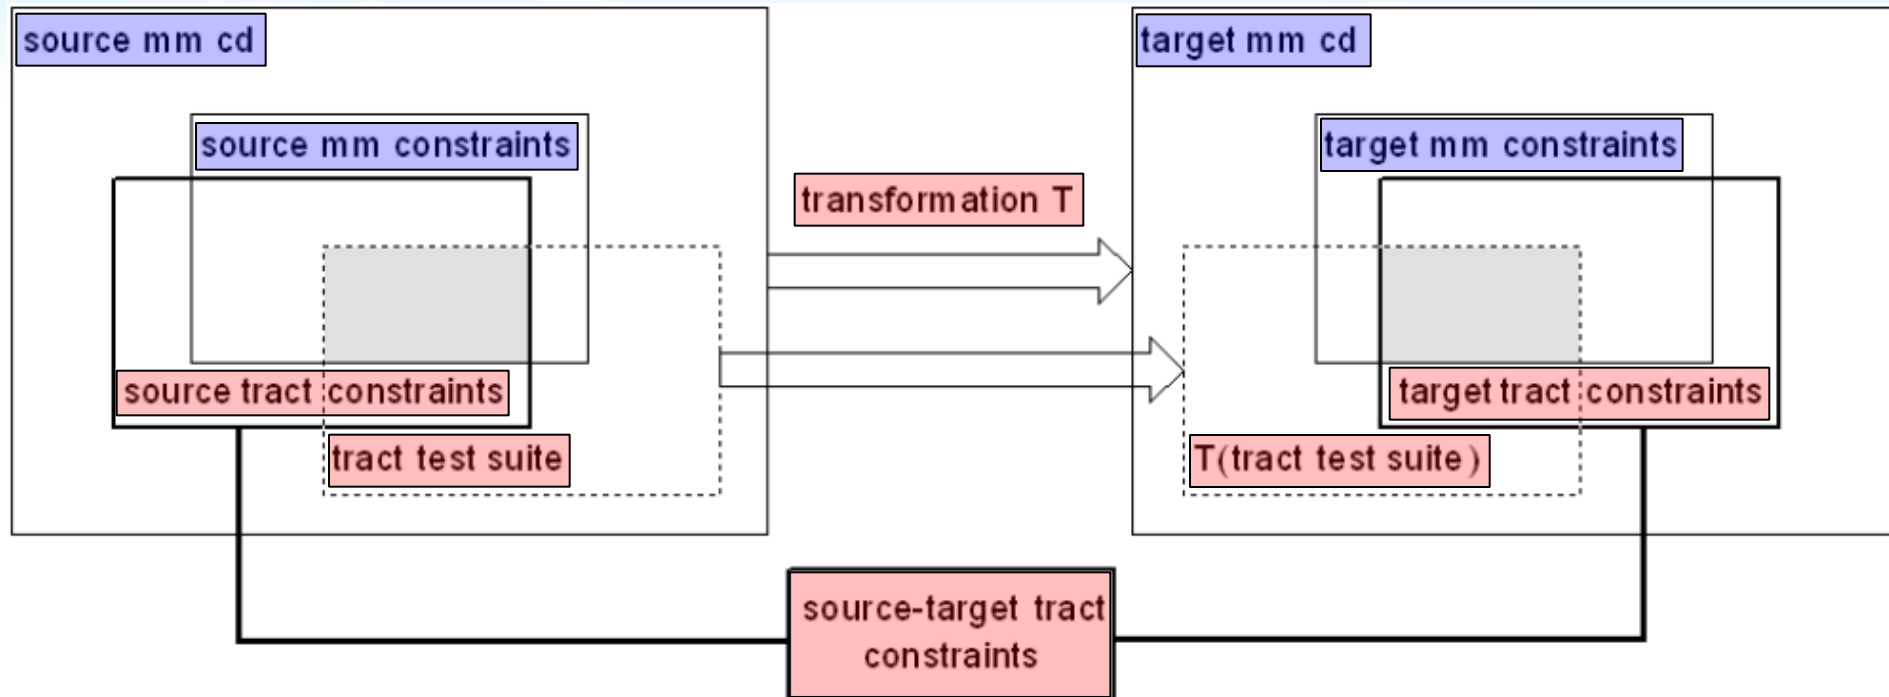 source mm cd
target mm cd
source mm constraints
target mm constraints
transformation T
source tract constraints
target tract constraints
tract test suite
T(tract test suite)
source-target tract
constraints